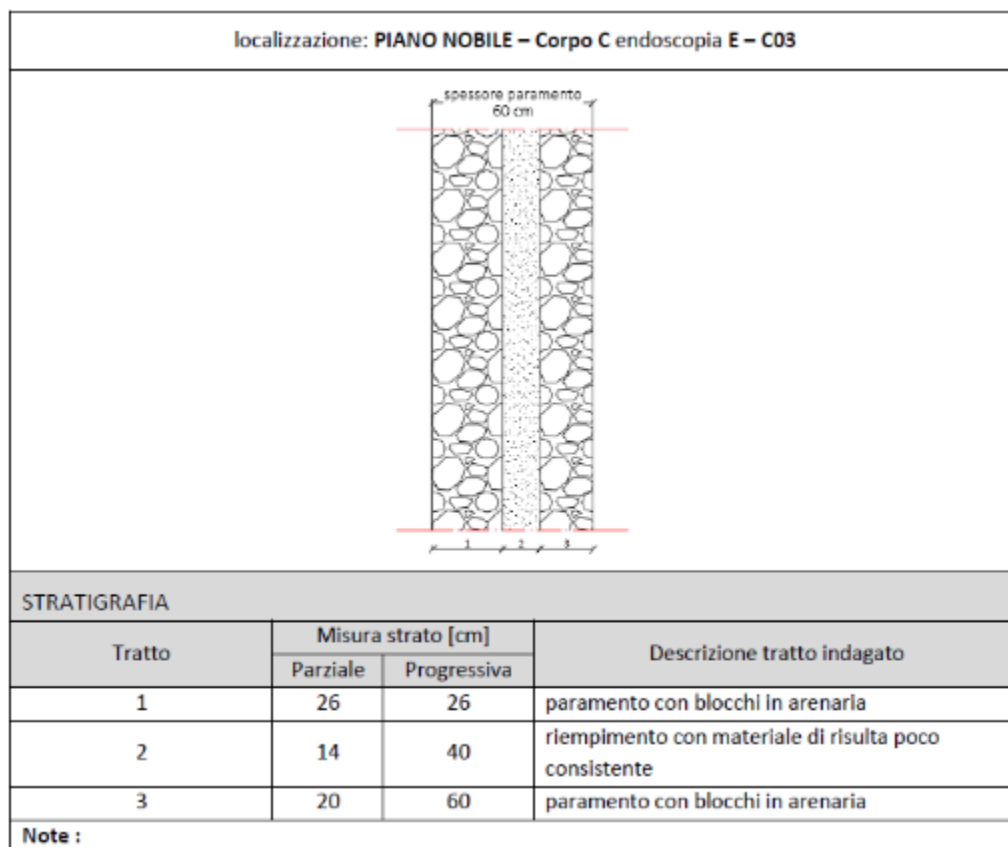 localizzazione: PIANO NOBILE – Corpo C endoscopia E – C03
spessore paramento
60 cm
1 2 3
STRATIGRAFIA
Tratto Misura strato [cm] Descrizione tratto indagato
Parziale Progressiva
1 26 26 paramento con blocchi in arenaria
2 14 40 riempimento con materiale di risulta poco
consistente
3 20 60 paramento con blocchi in arenaria
Note :